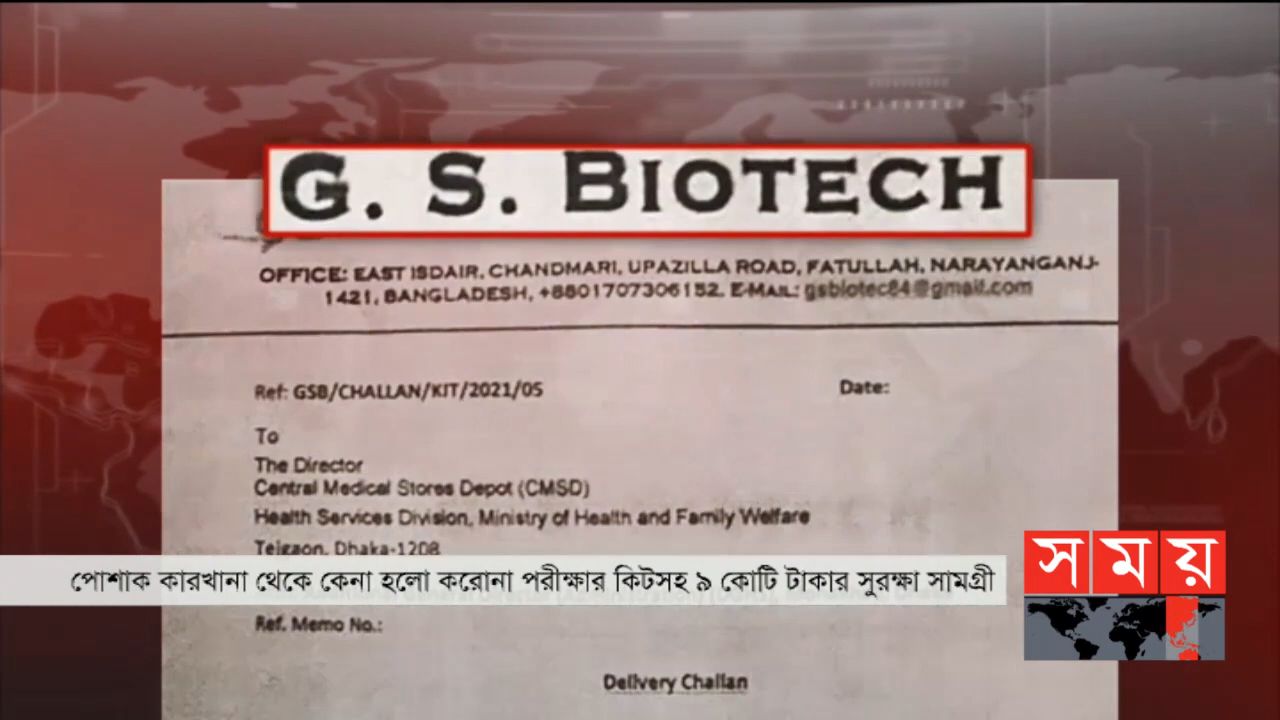 G. S. BIOTECH
OFFICE: EAST ISDAIR, CHANDMARI, UPAZILLA ROAD, FATULLAH, NARAYANGANJ-
1421, BANGLADESH, +8801707306152. E-MAIL: gsbiotec84@gmail.com
Ref: GSB/CHALLAN/KIT/2021/05
Date:
To
The Director
Central Medical Stores Depot (CMSD)
Health Services Division, Ministry of Health and Family Welfare
Tejgaon, Dhaka-1208
পোশাক কারখানা থেকে কেনা হলো করোনা পরীক্ষার কিটসহ ৯ কোটি টাকার সুরক্ষা সামগ্রী
সময়
Ref. Memo No.:
Delivery Challan